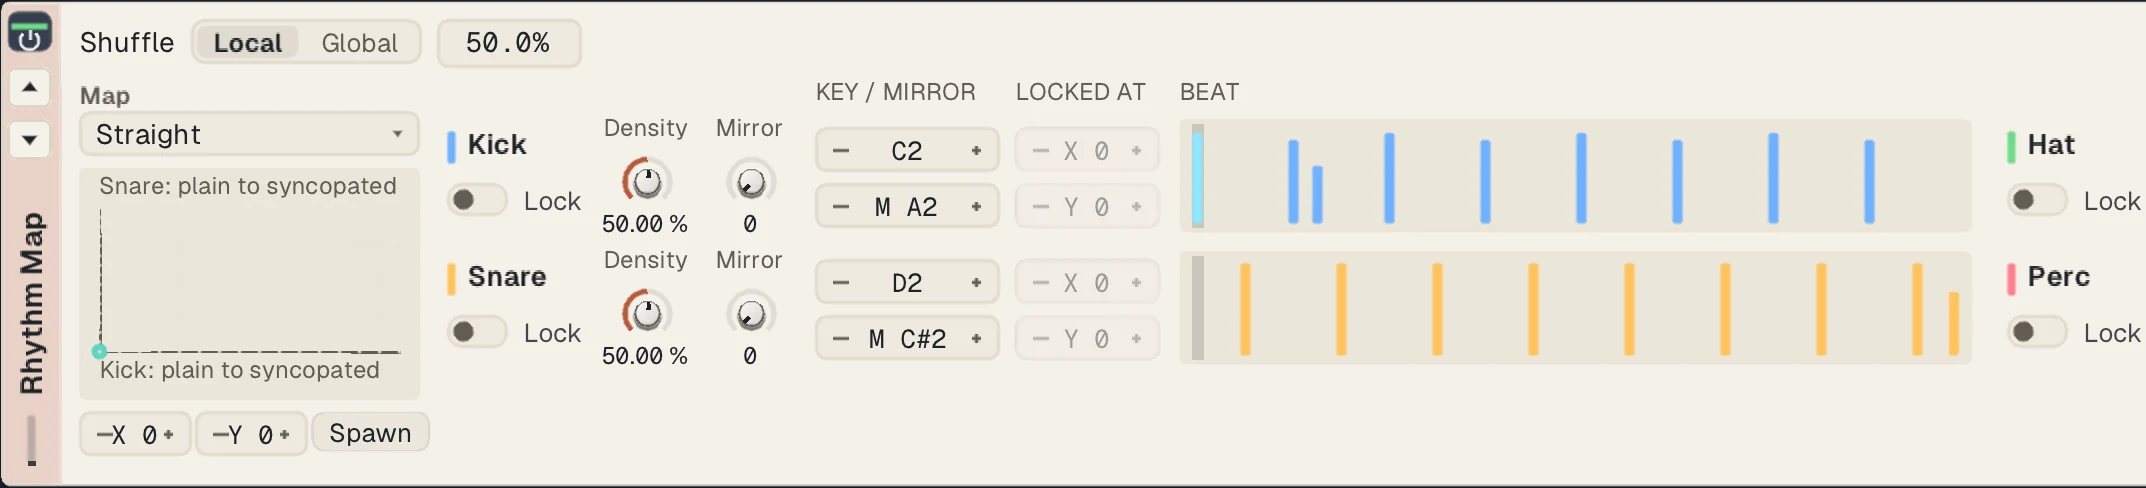 Shuffle Local Global 50.0%
Map
Straight
Snare: plain to syncopated
Kick: plain to syncopated
—X 0+ —Y 0+ Spawn
Rhythm Map
KEY / MIRROR LOCKED AT BEAT
Kick Density Mirror
Lock
50.00 % 0
— C2 + — X 0 +
— M A2 + — Y 0 +
Snare Density Mirror
Lock
50.00 % 0
— D2 + — X 0 +
— M C#2 + — Y 0 +
Hat
Lock
Perc
Lock